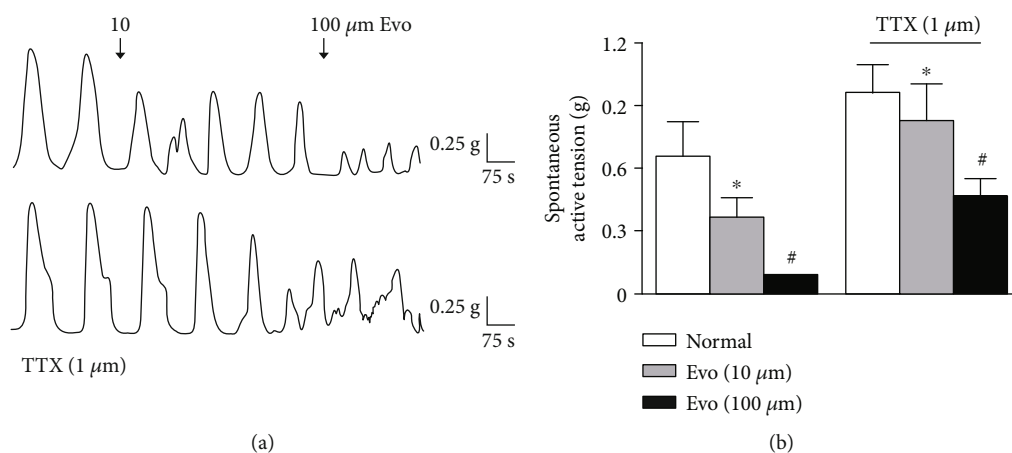 10
100 μm Evo
0.25 g
75 s
0.25 g
75 s
TTX (1 μm)
(a)
TTX (1 μm)
Spontaneous
active tension (g)
1.2
0.2
0.6
0.3
0
*
#
*
#
Normal
Evo (10 μm)
Evo (100 μm)
(b)